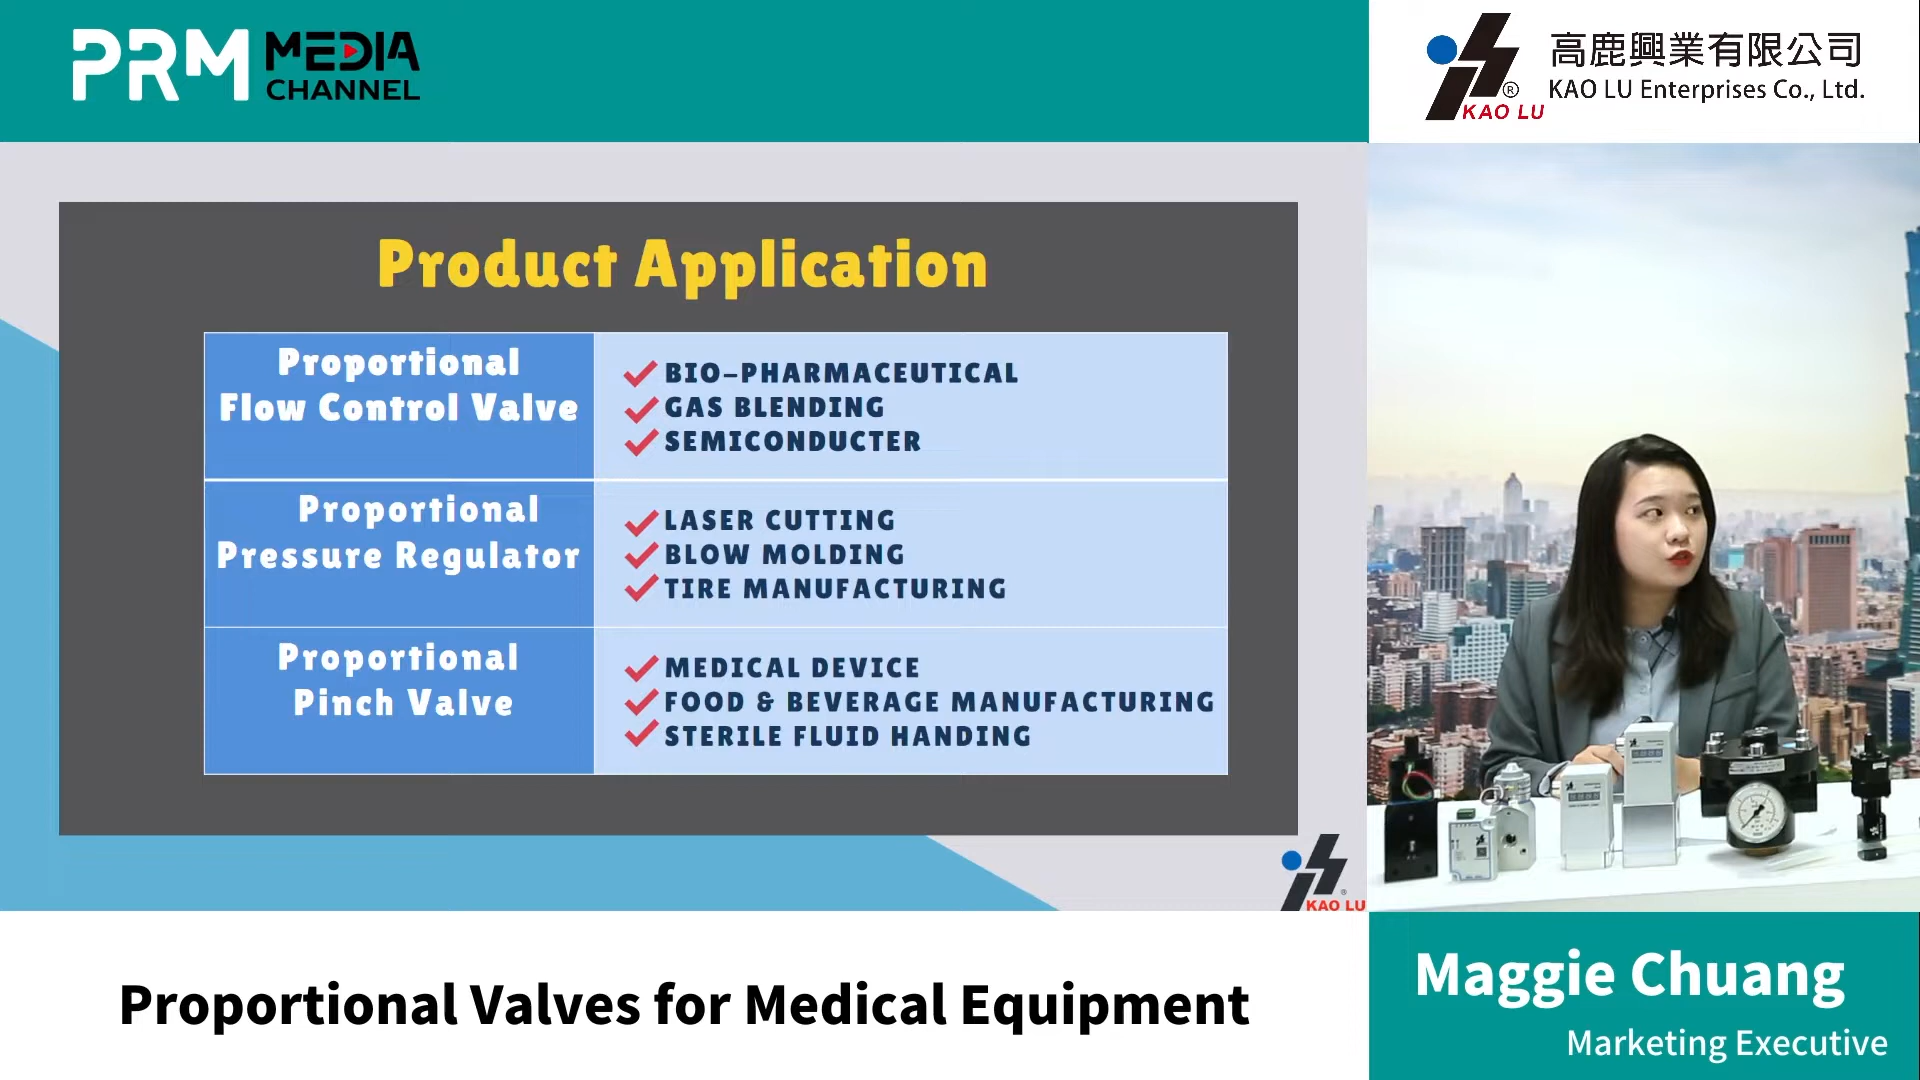 PRM MEDIA
CHANNEL
高鹿興業有限公司
KAO LU Enterprises Co., Ltd.
®
KAO LU
Product Application
Proportional
Flow Control Valve
BIO-PHARMACEUTICAL
GAS BLENDING
SEMICONDUCTER
Proportional
Pressure Regulator
LASER CUTTING
BLOW MOLDING
TIRE MANUFACTURING
Proportional
Pinch Valve
MEDICAL DEVICE
FOOD & BEVERAGE MANUFACTURING
STERILE FLUID HANDING
®
KAO LU
Proportional Valves for Medical Equipment
Maggie Chuang
Marketing Executive